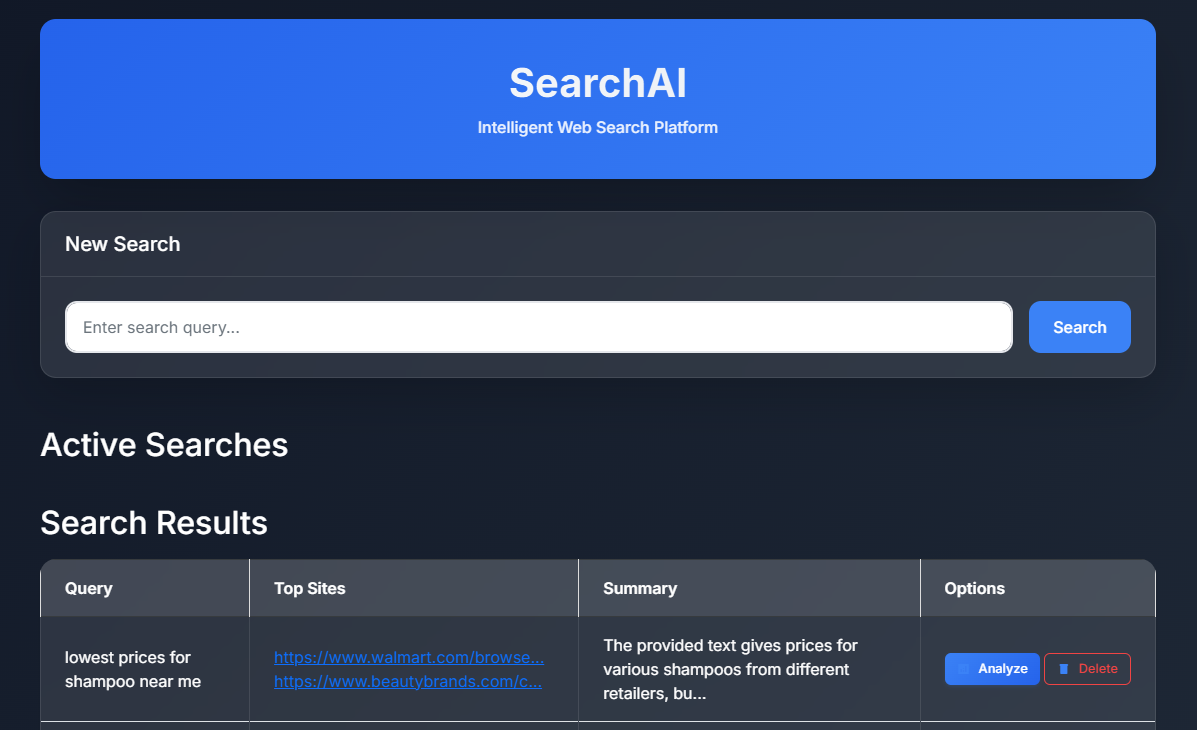 SearchAI
Intelligent Web Search Platform
New Search
Enter search query...
Search
Active Searches
Search Results
Query
Top Sites
Summary
Options
lowest prices for
shampoo near me
https://www.walmart.com/browse...
https://www.beautybrands.com/c...
The provided text gives prices for
various shampoos from different
retailers, bu...
Analyze
Delete